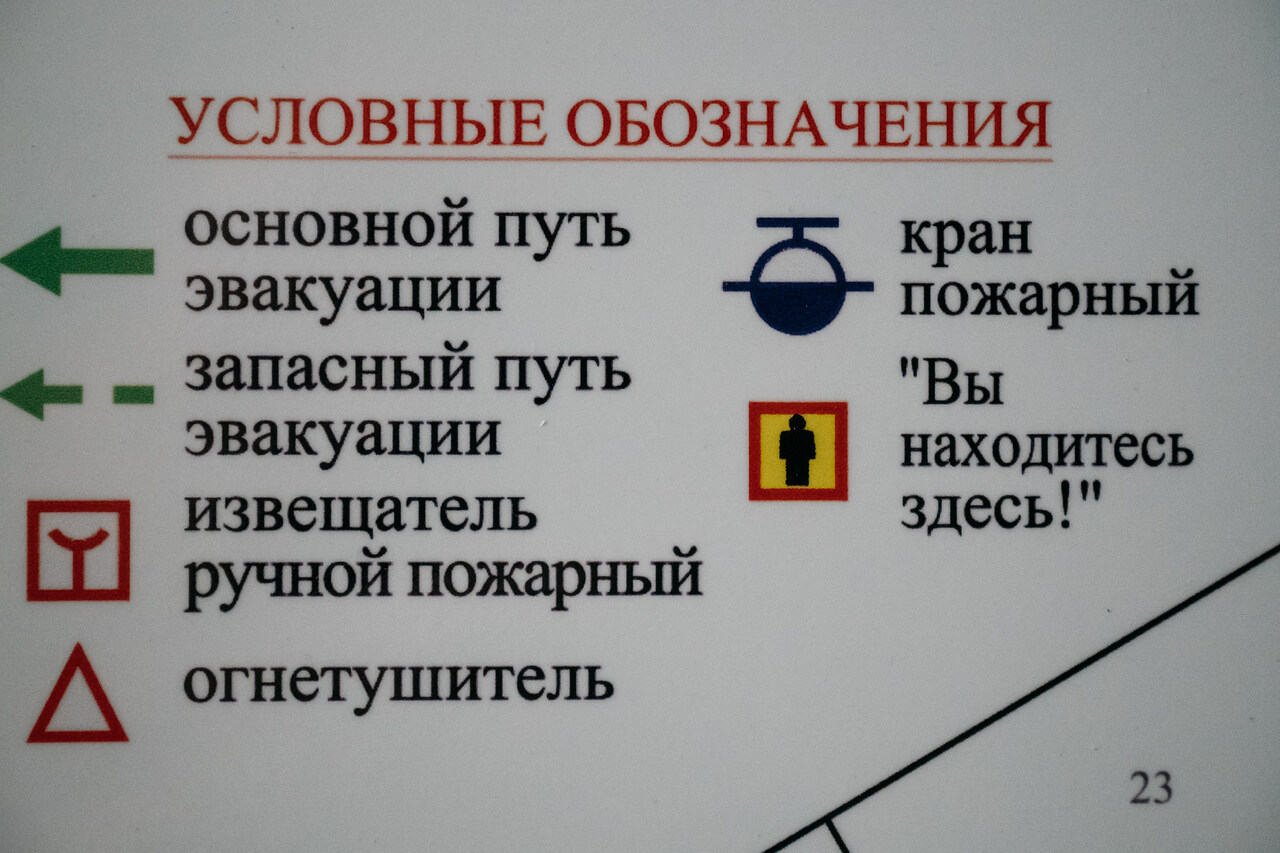 УСЛОВНЫЕ ОБОЗНАЧЕНИЯ
основной путь
эвакуации
запасный путь
эвакуации
извещатель
ручной пожарный
огнетушитель
кран
пожарный
"Вы
находитесь
здесь!"
23